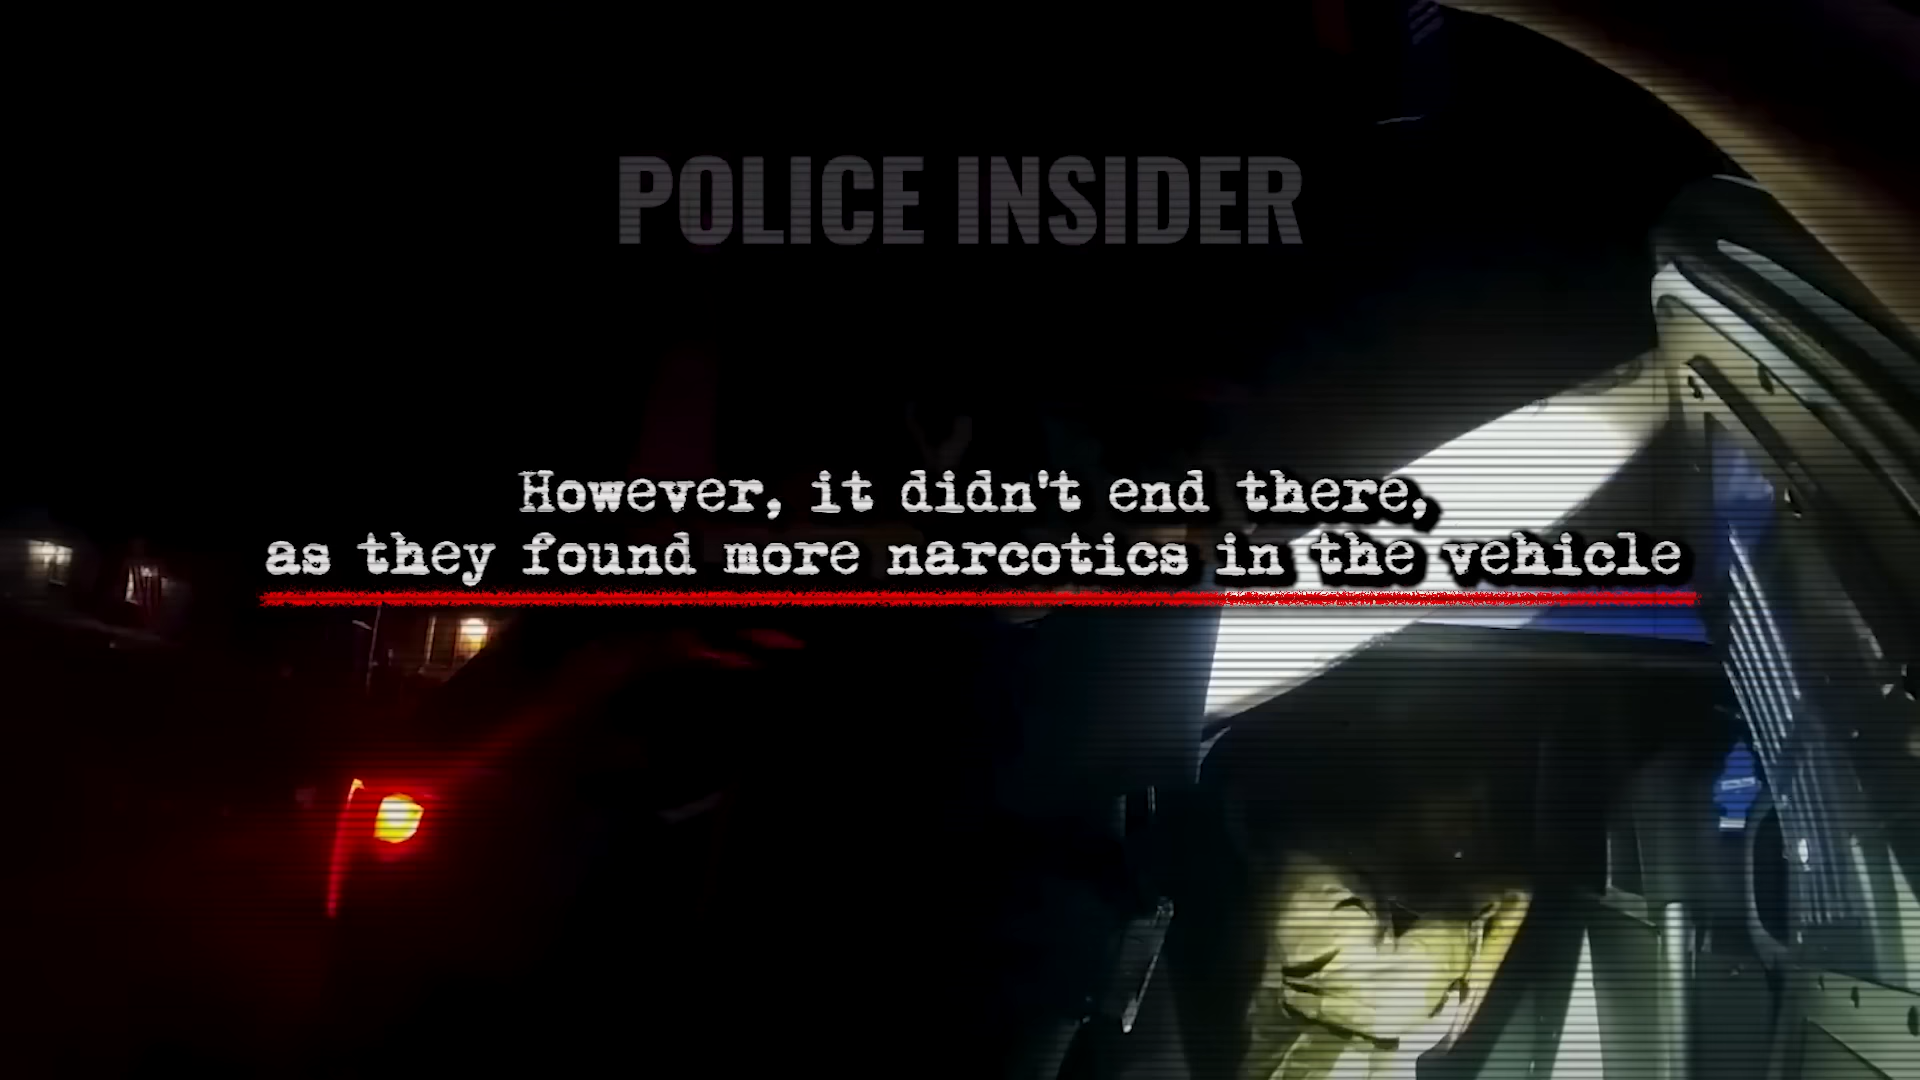 POLICE INSIDER
However, it didn't end there,
as they found more narcotics in the vehicle